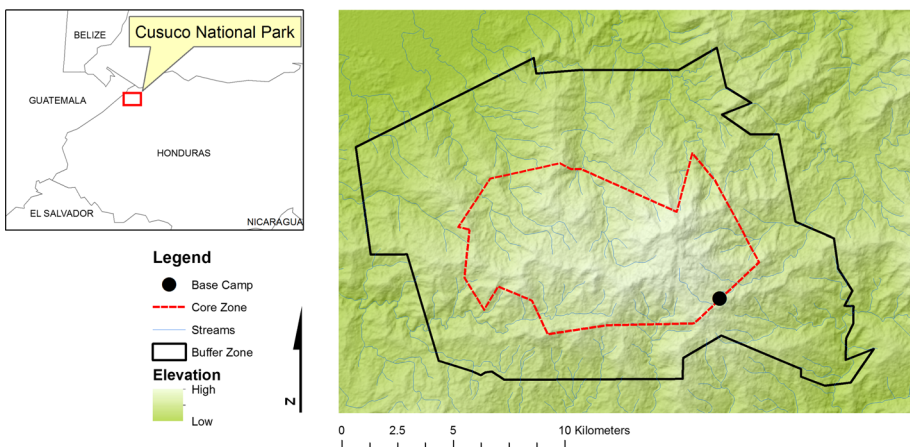 BELIZE
Cusuco National Park
GUATEMALA
HONDURAS
EL SALVADOR
NICARAGUA
Legend
Base Camp
Core Zone
Streams
Buffer Zone
Elevation
High
Low
N
0 2.5 5 10 Kilometers